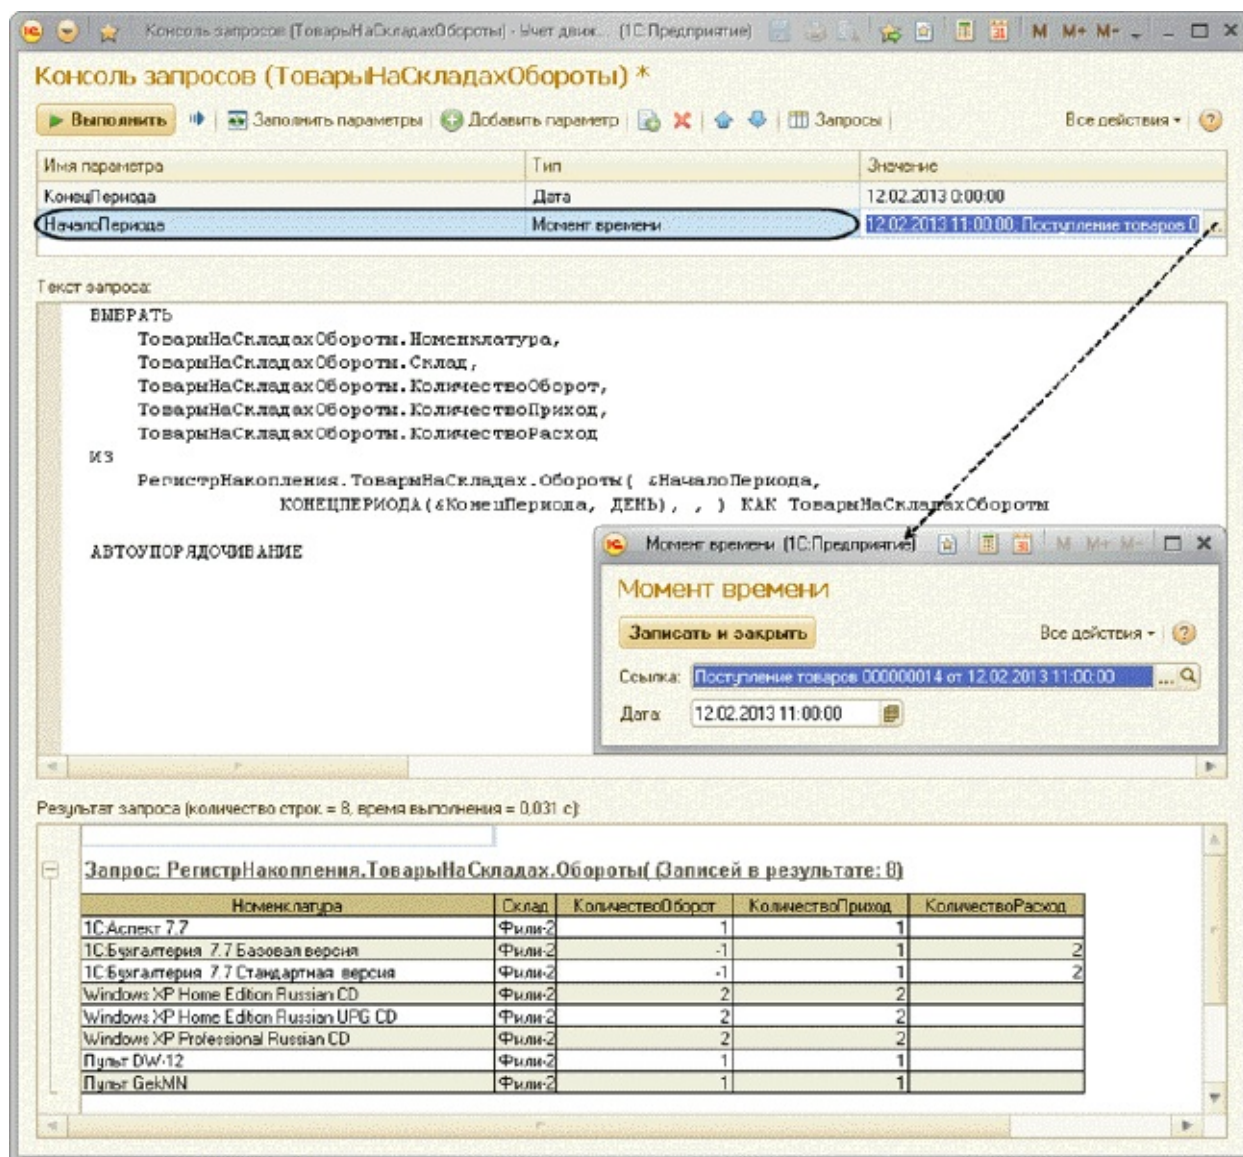 Консоль запросов (ТоварыНаСкладахОбороты) - Учет движ... (1С:Предприятие) M M+ M-
Консоль запросов (ТоварыНаСкладахОбороты) *
Выполнить Заполнить параметры Добавить параметр Запросы Все действия
Имя параметра Тип Значение
КонецПериода Дата 12.02.2013 0:00:00
НачалоПериода Момент времени 12.02.2013 11:00:00; Поступление товаров 0
Текст запроса:
ВЫБРАТЬ
ТоварыНаСкладахОбороты.Номенклатура,
ТоварыНаСкладахОбороты.Склад,
ТоварыНаСкладахОбороты.КоличествоОборот,
ТоварыНаСкладахОбороты.КоличествоПриход,
ТоварыНаСкладахОбороты.КоличествоРасход
ИЗ
РегистрНакопления.ТоварыНаСкладах.Обороты( &НачалоПериода,
КОНЕЦПЕРИОДА(&КонецПериода, ДЕНЬ), , ) КАК ТоварыНаСкладахОбороты
АВТОУПОРЯДОЧИВАНИЕ
Момент времени (1С:Предприятие) M M+ M-
Момент времени
Записать и закрыть Все действия
Ссылка: Поступление товаров 000000014 от 12.02.2013 11:00:00 ...
Дата: 12.02.2013 11:00:00
Результат запроса (количество строк = 8, время выполнения = 0,031 с):
Запрос: РегистрНакопления.ТоварыНаСкладах.Обороты( (Записей в результате: 8)
Номенклатура Склад КоличествоОборот КоличествоПриход КоличествоРасход
1С:Аспект 7.7 Фили-2 1 1
1С:Бухгалтерия 7.7 Базовая версия Фили-2 -1 1 2
1С:Бухгалтерия 7.7 Стандартная версия Фили-2 -1 1 2
Windows XP Home Edition Russian CD Фили-2 2 2
Windows XP Home Edition Russian UPG CD Фили-2 2 2
Windows XP Professional Russian CD Фили-2 2 2
Пульт DW-12 Фили-2 1 1
Пульт GekMN Фили-2 1 1